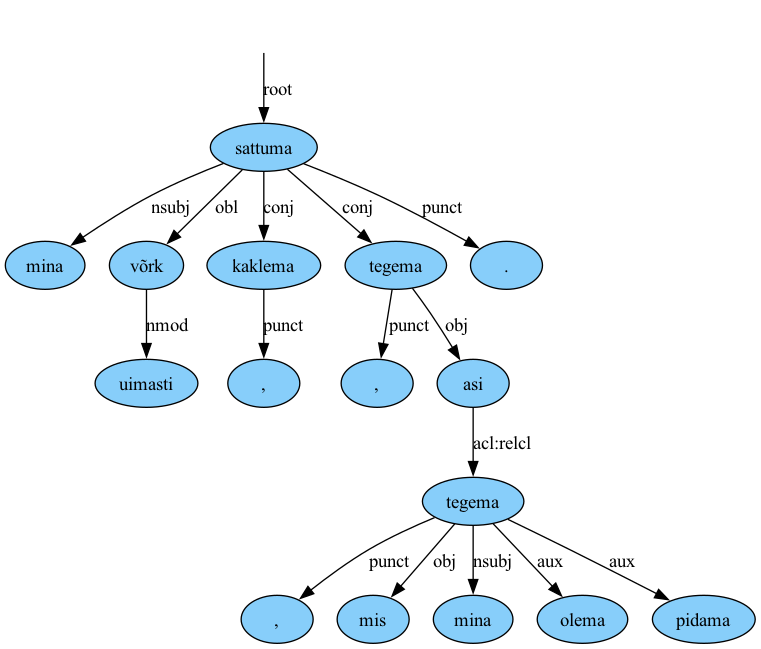 root
sattuma
nsubj obl conj conj punct
mina võrk kaklema tegema .
nmod punct punct obj
uimasti , , asi
acl:relcl
tegema
punct obj nsubj aux aux
, mis mina olema pidama